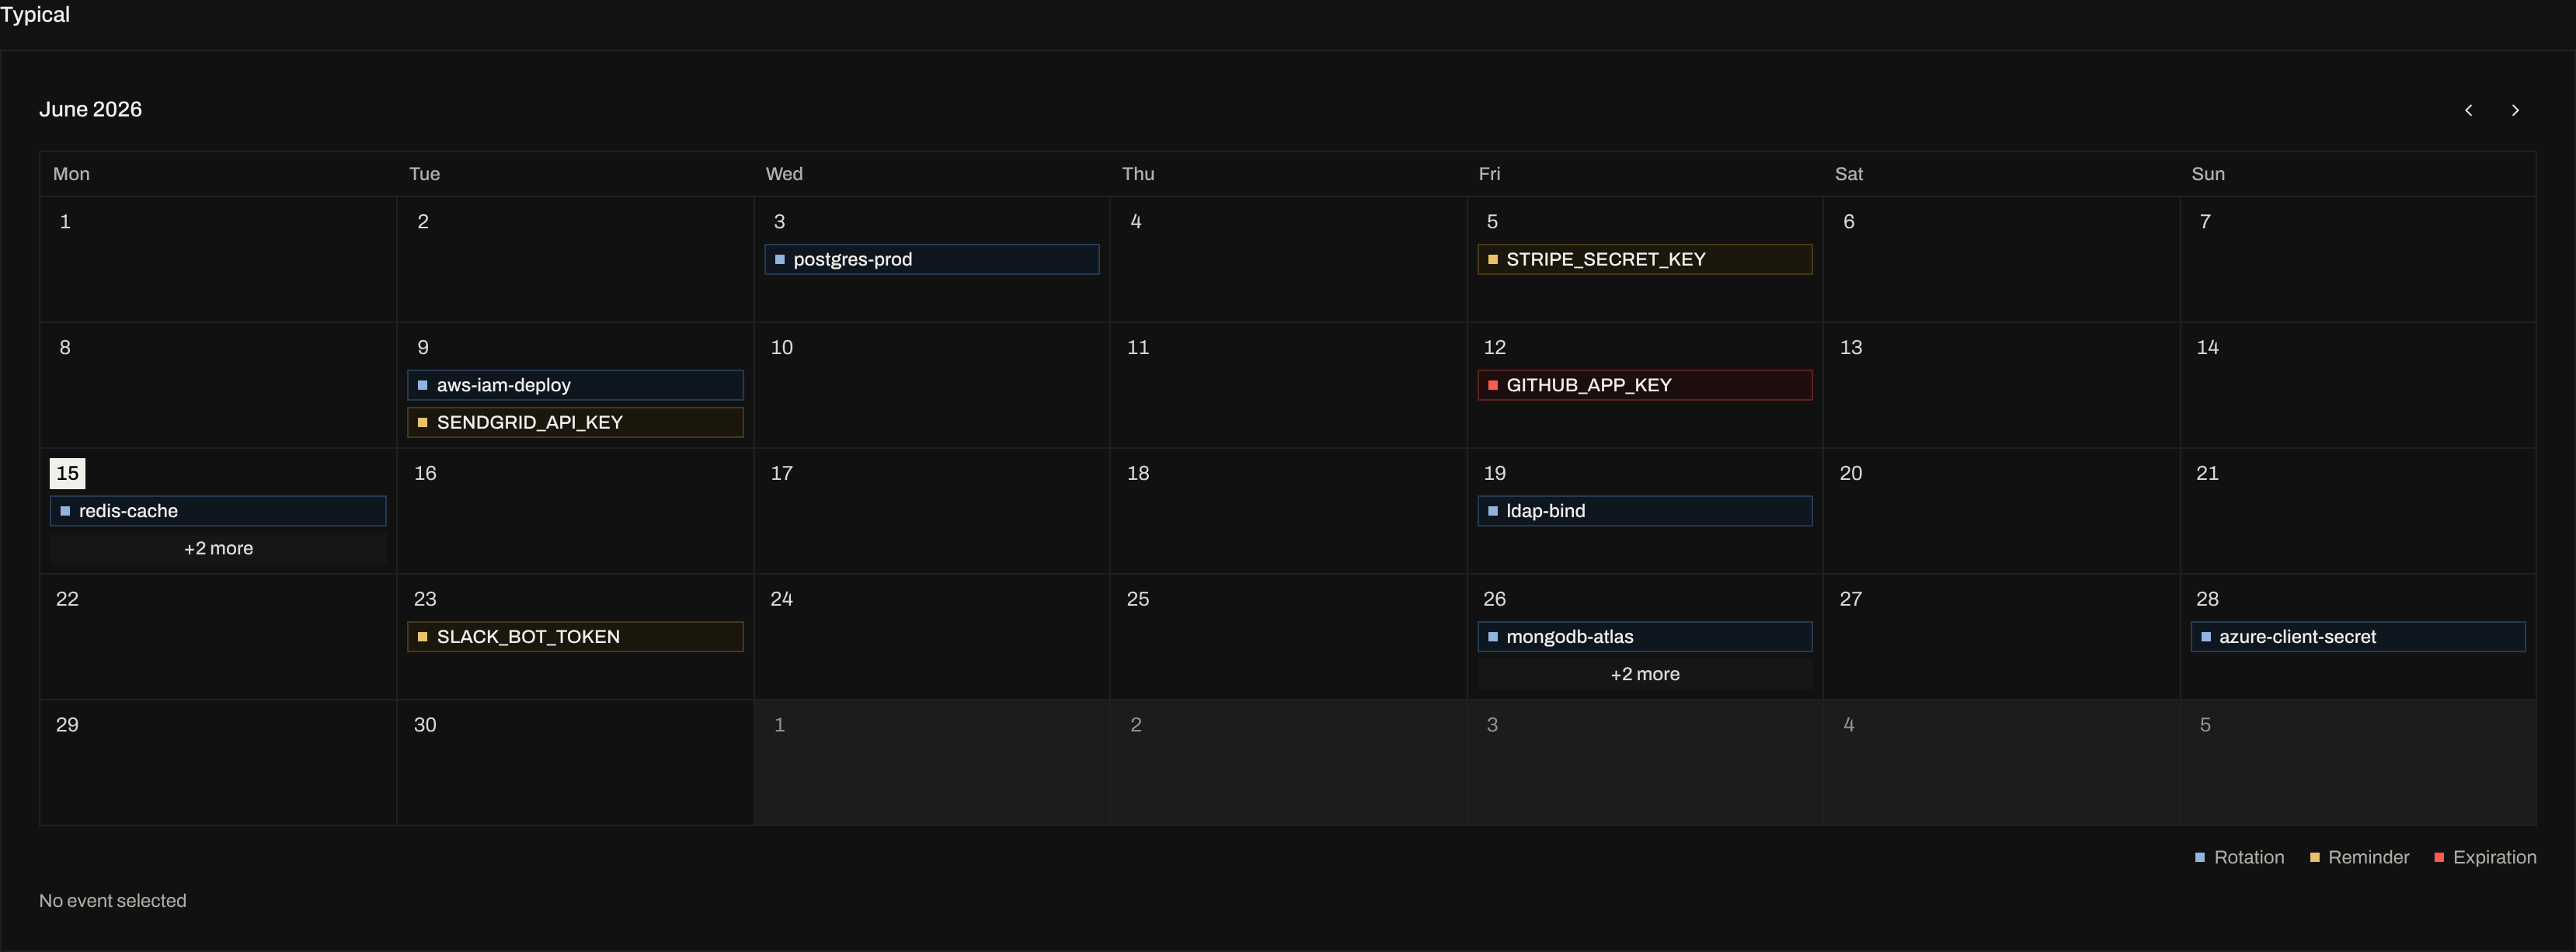 Typical
June 2026
Mon Tue Wed Thu Fri Sat Sun
1 2 3 4 5 6 7
postgres-prod STRIPE_SECRET_KEY
8 9 10 11 12 13 14
aws-iam-deploy GITHUB_APP_KEY
SENDGRID_API_KEY
15 16 17 18 19 20 21
redis-cache ldap-bind
+2 more
22 23 24 25 26 27 28
SLACK_BOT_TOKEN mongodb-atlas azure-client-secret
+2 more
29 30 1 2 3 4 5
Rotation Reminder Expiration
No event selected